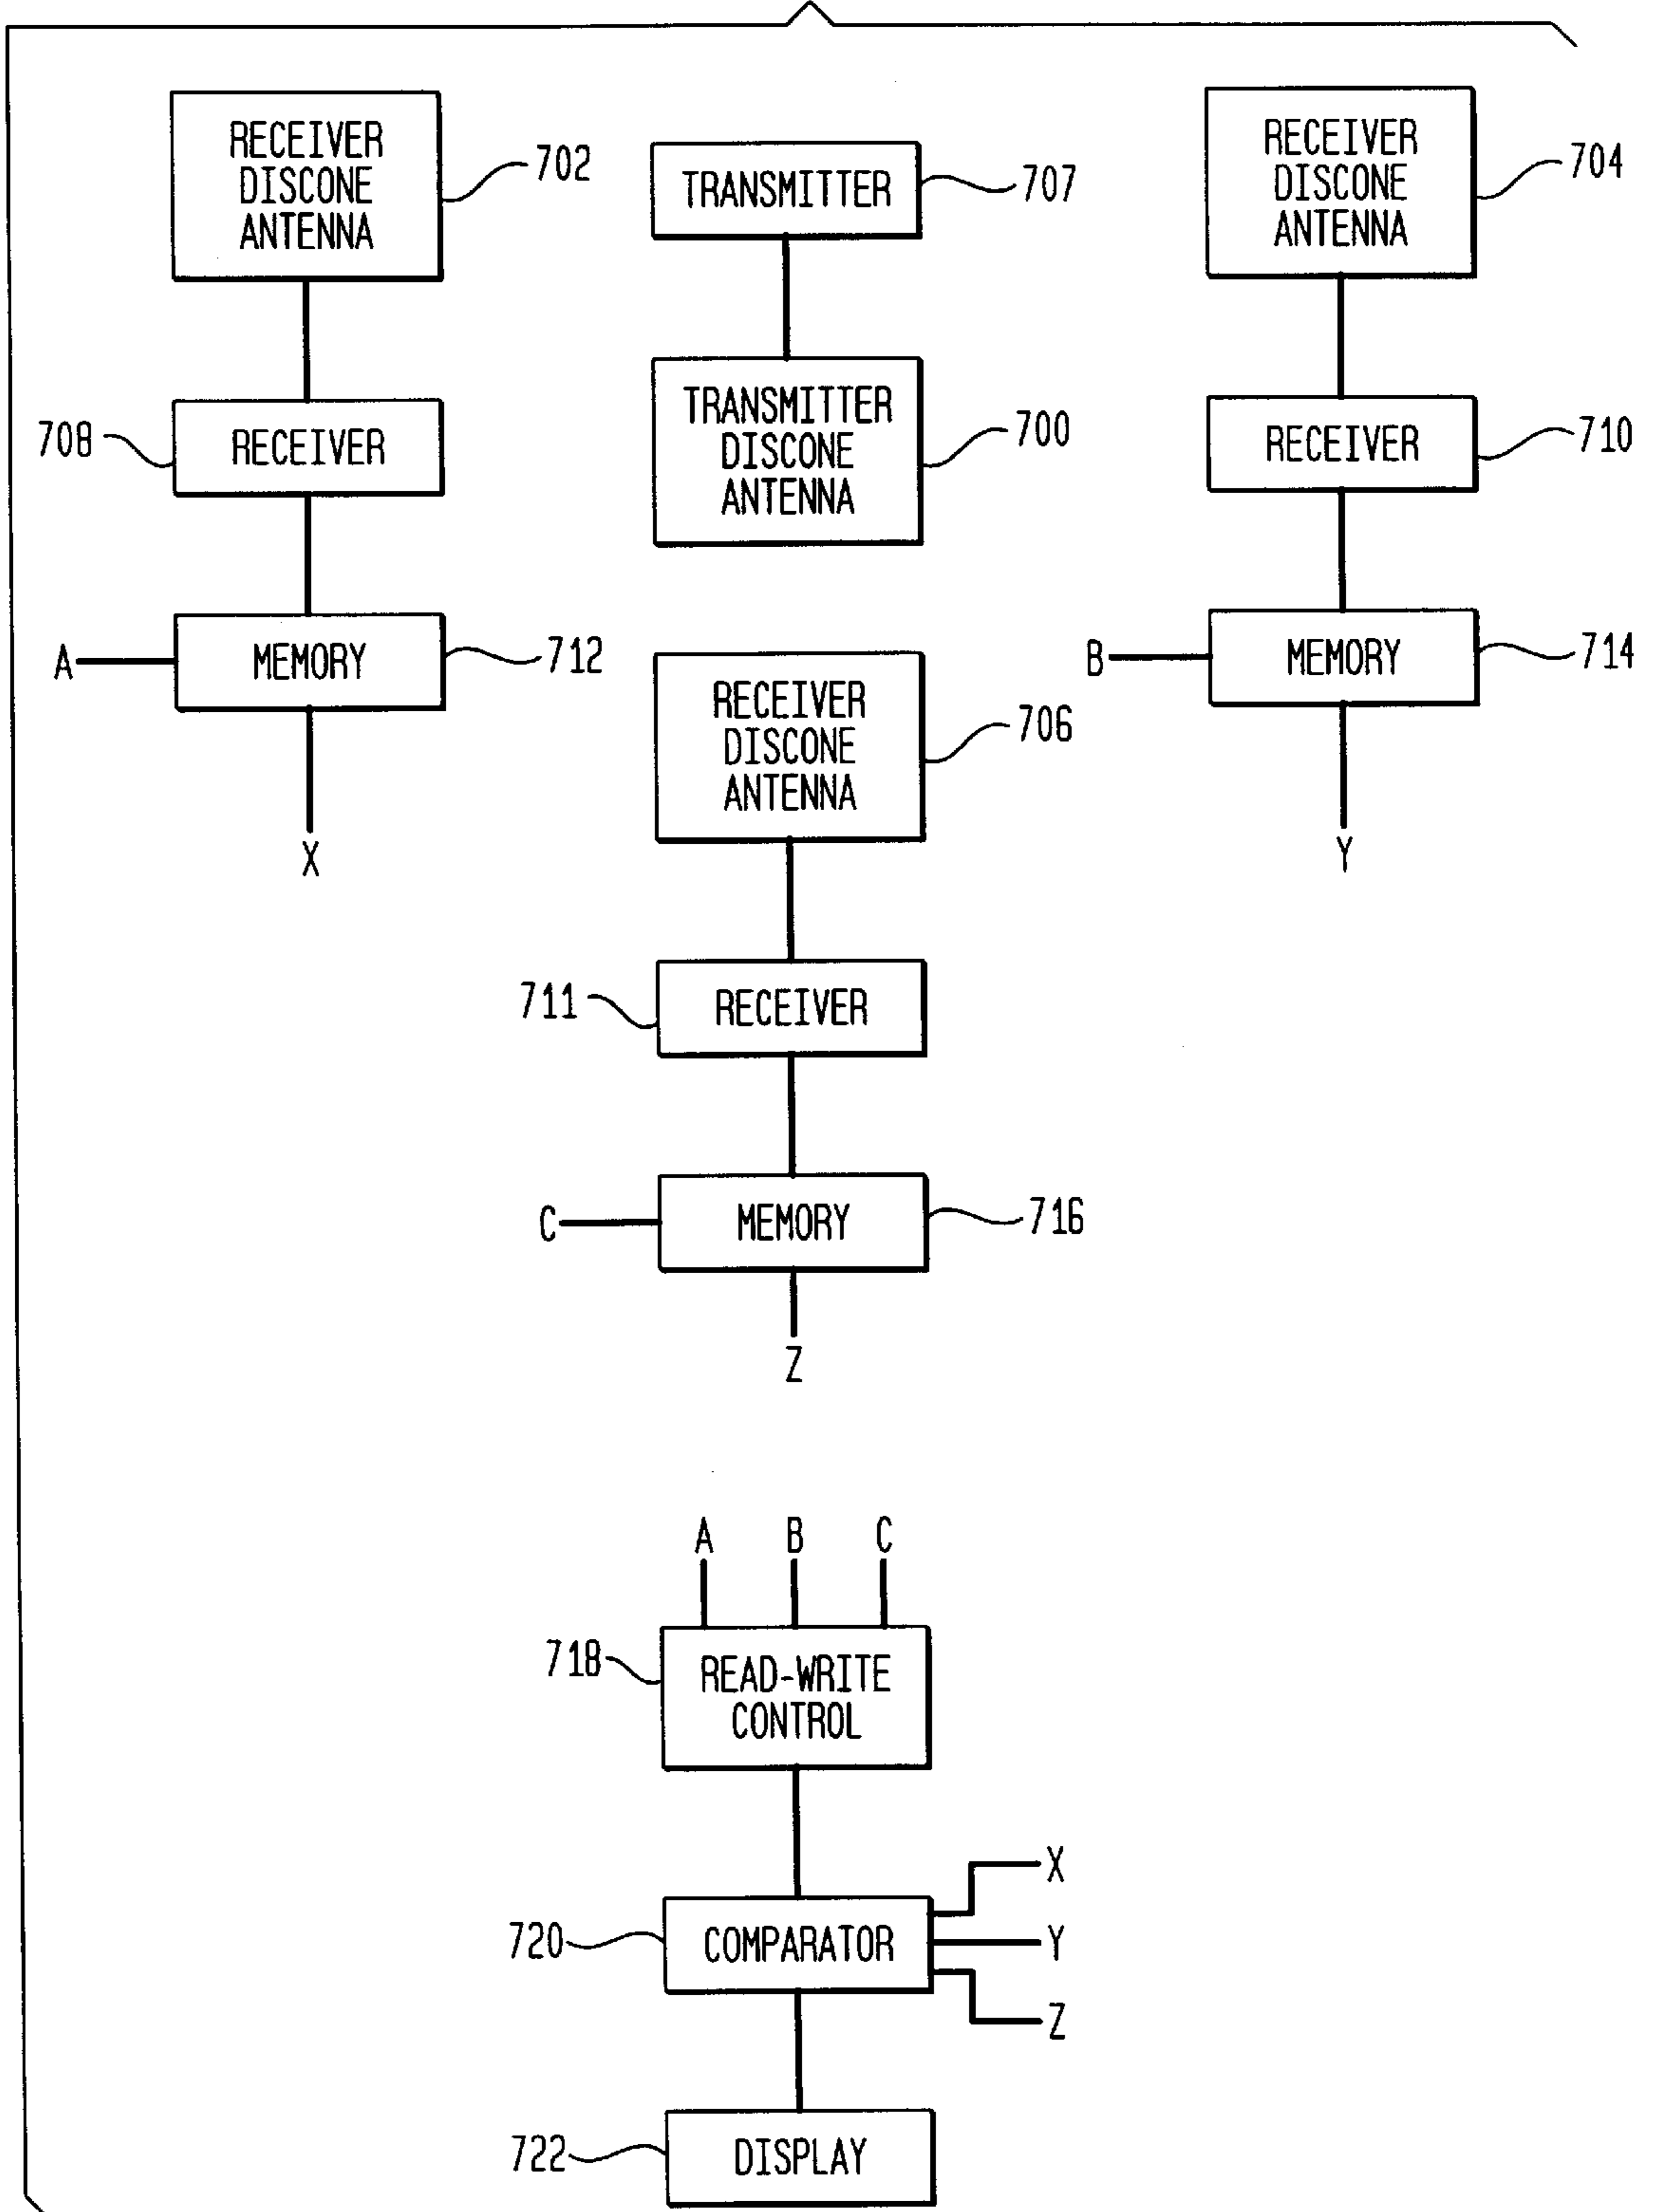 RECEIVER
DISCONE
ANTENNA
702
TRANSMITTER
707
RECEIVER
DISCONE
ANTENNA
704
708
RECEIVER
TRANSMITTER
DISCONE
ANTENNA
700
RECEIVER
710
A
MEMORY
712
B
MEMORY
714
X
RECEIVER
DISCONE
ANTENNA
706
Y
711
RECEIVER
C
MEMORY
716
Z
A B C
718
READ-WRITE
CONTROL
X
720
COMPARATOR
Y
Z
722
DISPLAY